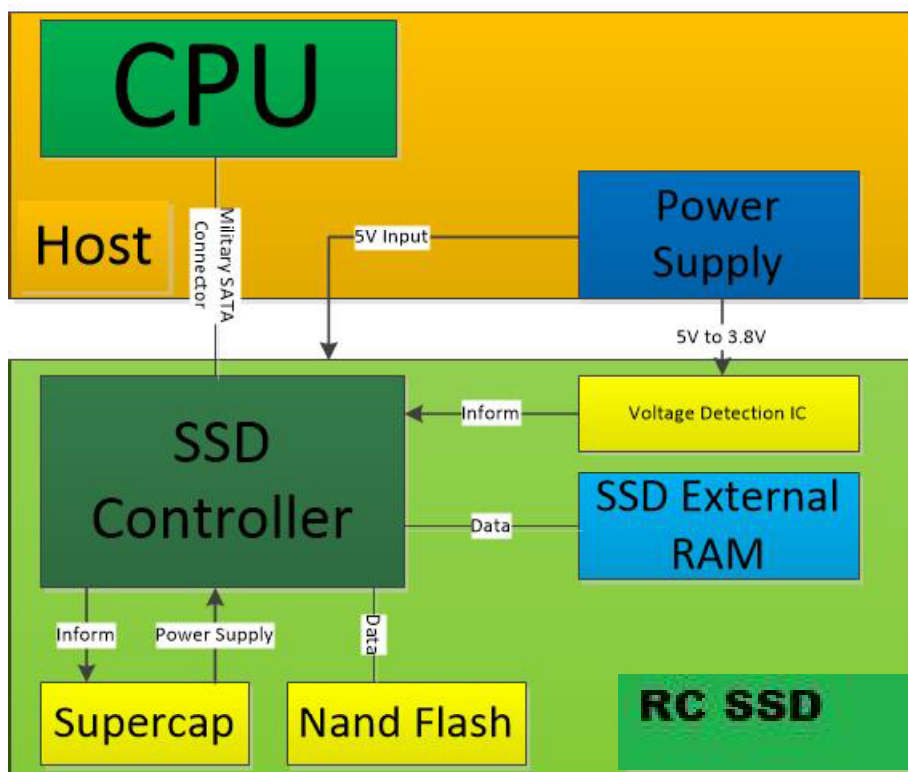 CPU
Host
Military SATA
Connector
5V Input
Power
Supply
5V to 3.8V
SSD
Controller
Inform
Voltage Detection IC
Data
SSD External
RAM
Inform
Power Supply
Data
Supercap
Nand Flash
RC SSD